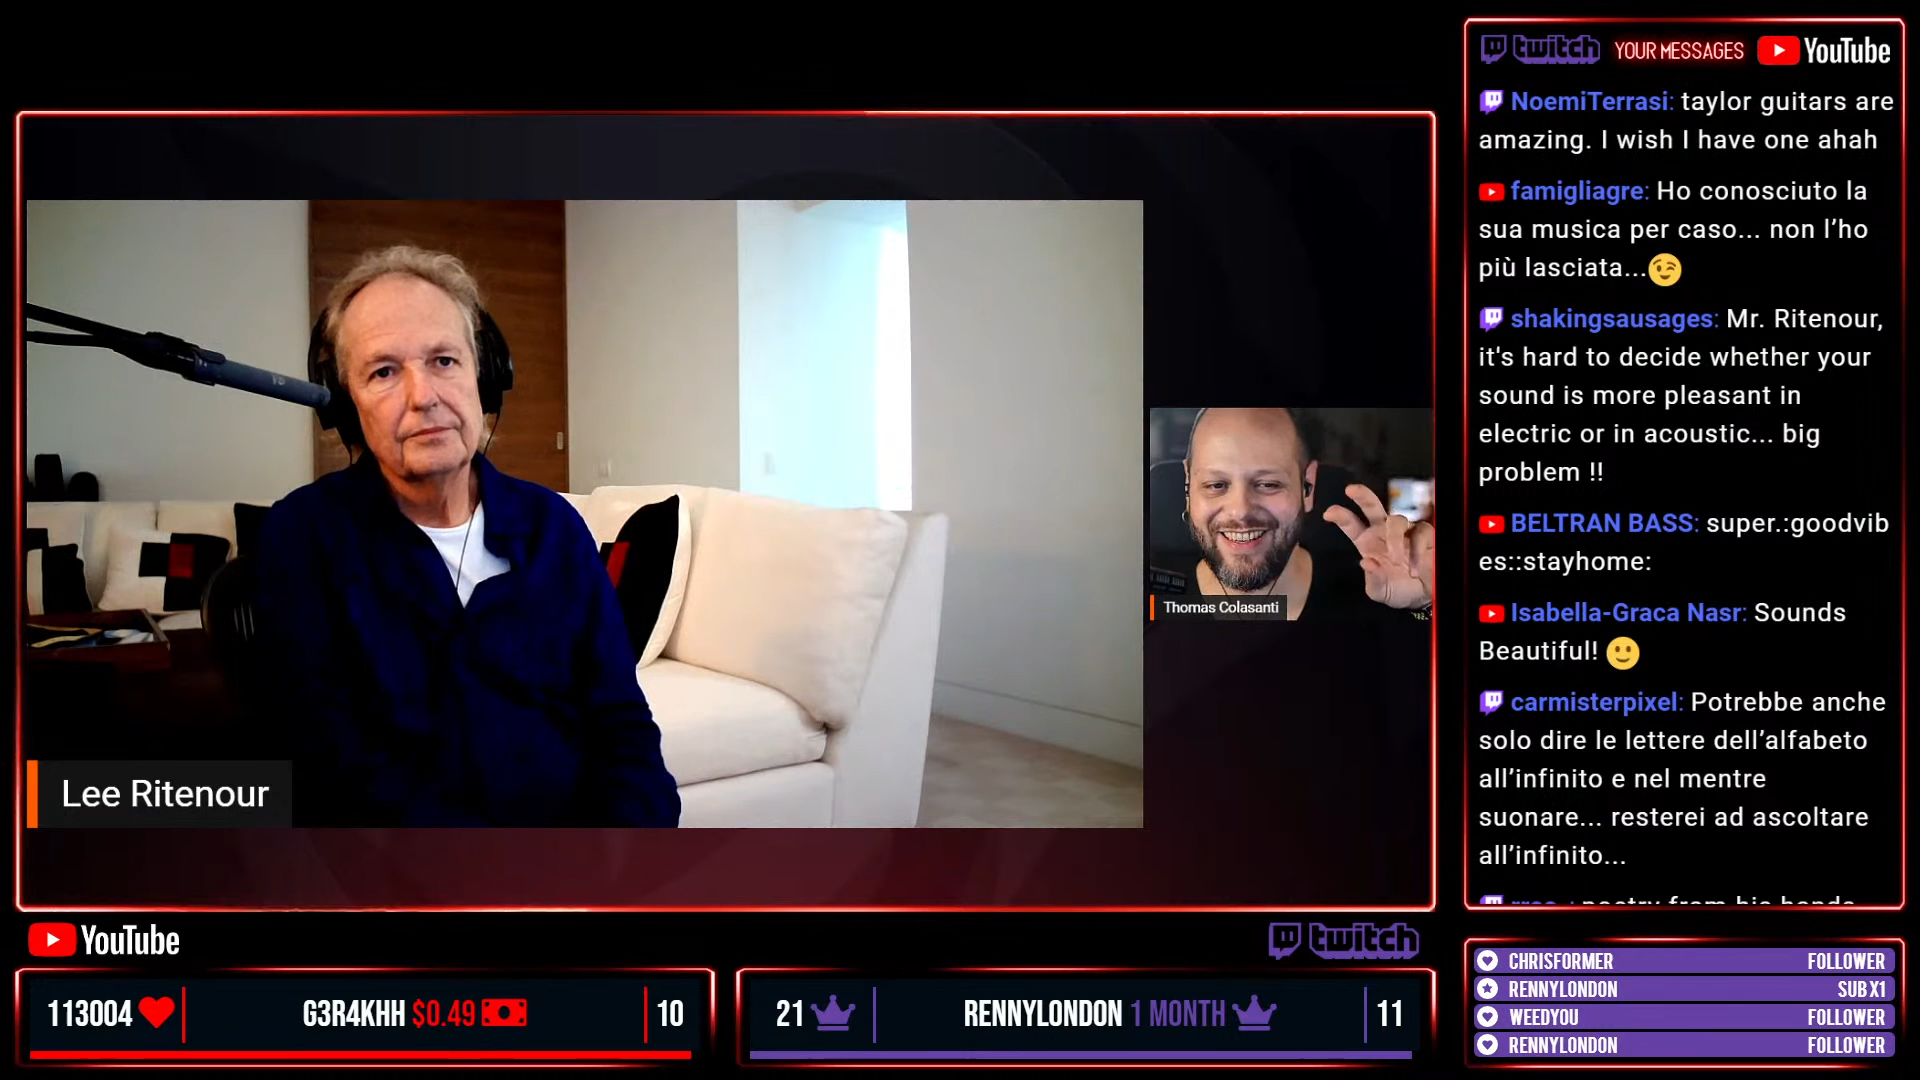 twitch YOUR MESSAGES YouTube
NoemiTerrasi: taylor guitars are
amazing. I wish I have one ahah
famigliagre: Ho conosciuto la
sua musica per caso... non l’ho
più lasciata...😉
shakingsausages: Mr. Ritenour,
it's hard to decide whether your
sound is more pleasant in
electric or in acoustic... big
problem !!
BELTRAN BASS: super.:goodvib
es::stayhome:
Isabella-Graca Nasr: Sounds
Beautiful! 🙂
carmisterpixel: Potrebbe anche
solo dire le lettere dell’alfabeto
all’infinito e nel mentre
suonare... resterei ad ascoltare
all’infinito...
Thomas Colasanti
Lee Ritenour
YouTube
twitch
113004 G3R4KHH $0.49 10
21 RENNYLONDON 1 MONTH 11
CHRISFORMER FOLLOWER
RENNYLONDON SUB X1
WEEDYOU FOLLOWER
RENNYLONDON FOLLOWER